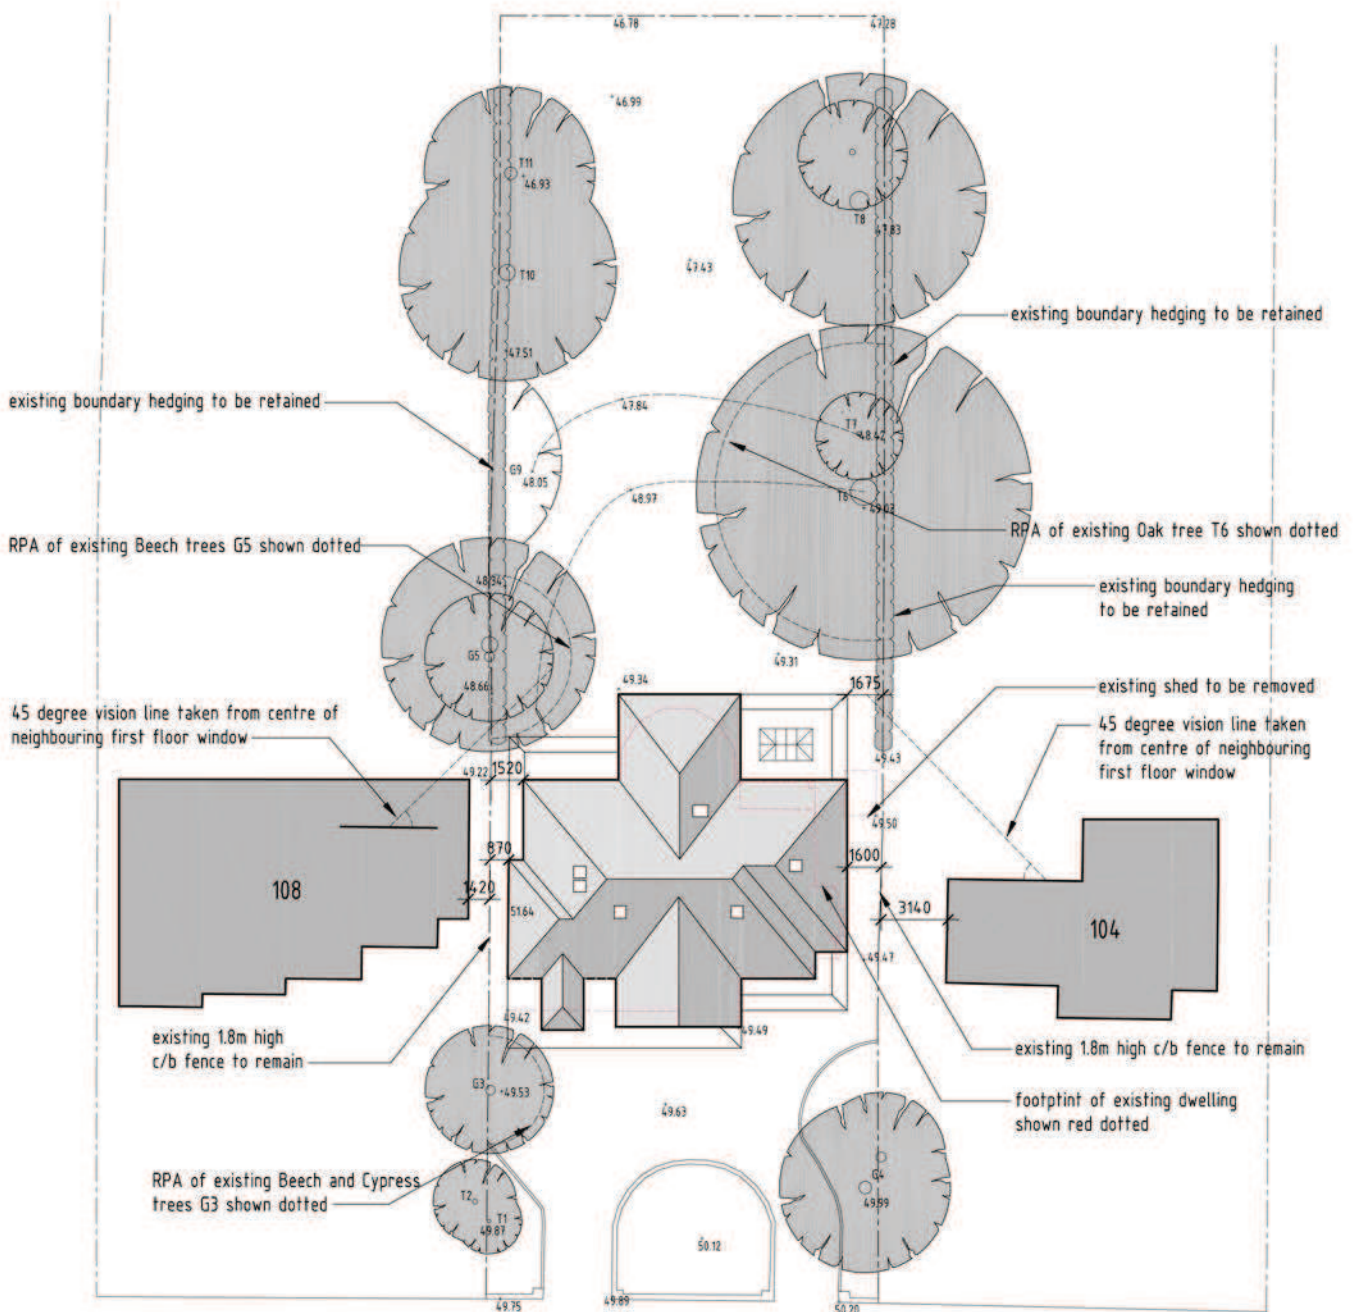 46.78
47.28
46.99
T11
46.93
T8
47.83
47.43
T10
existing boundary hedging to be retained
47.51
existing boundary hedging to be retained
47.84
T7
48.42
G9
48.05
48.97
T6
49.03
RPA of existing Oak tree T6 shown dotted
RPA of existing Beech trees G5 shown dotted
48.34
existing boundary hedging
to be retained
G5
48.66
49.31
49.34
1675
existing shed to be removed
45 degree vision line taken from centre of
neighbouring first floor window
45 degree vision line taken
from centre of neighbouring
first floor window
49.43
49.22
1520
49.50
870
1600
108
1420
51.64
3140
104
49.47
49.42
49.49
existing 1.8m high
c/b fence to remain
existing 1.8m high c/b fence to remain
G3
49.53
49.63
footptint of existing dwelling
shown red dotted
RPA of existing Beech and Cypress
trees G3 shown dotted
G4
49.99
T2
T1
49.87
50.12
49.75
49.89
50.20